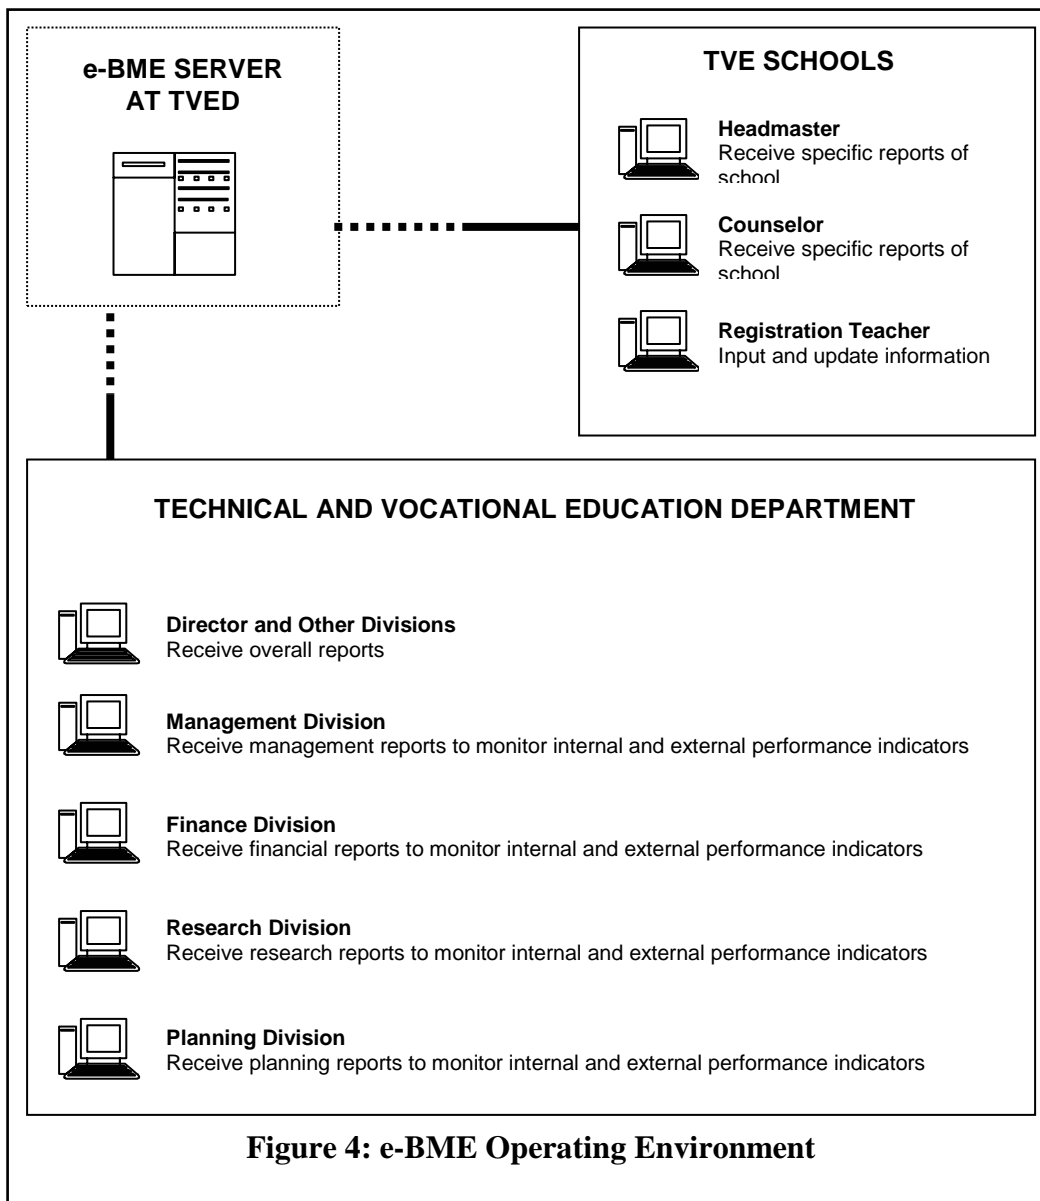 e-BME SERVER
AT TVED
TVE SCHOOLS
Headmaster
Receive specific reports of
school
Counselor
Receive specific reports of
school
Registration Teacher
Input and update information
TECHNICAL AND VOCATIONAL EDUCATION DEPARTMENT
Director and Other Divisions
Receive overall reports
Management Division
Receive management reports to monitor internal and external performance indicators
Finance Division
Receive financial reports to monitor internal and external performance indicators
Research Division
Receive research reports to monitor internal and external performance indicators
Planning Division
Receive planning reports to monitor internal and external performance indicators
Figure 4: e-BME Operating Environment